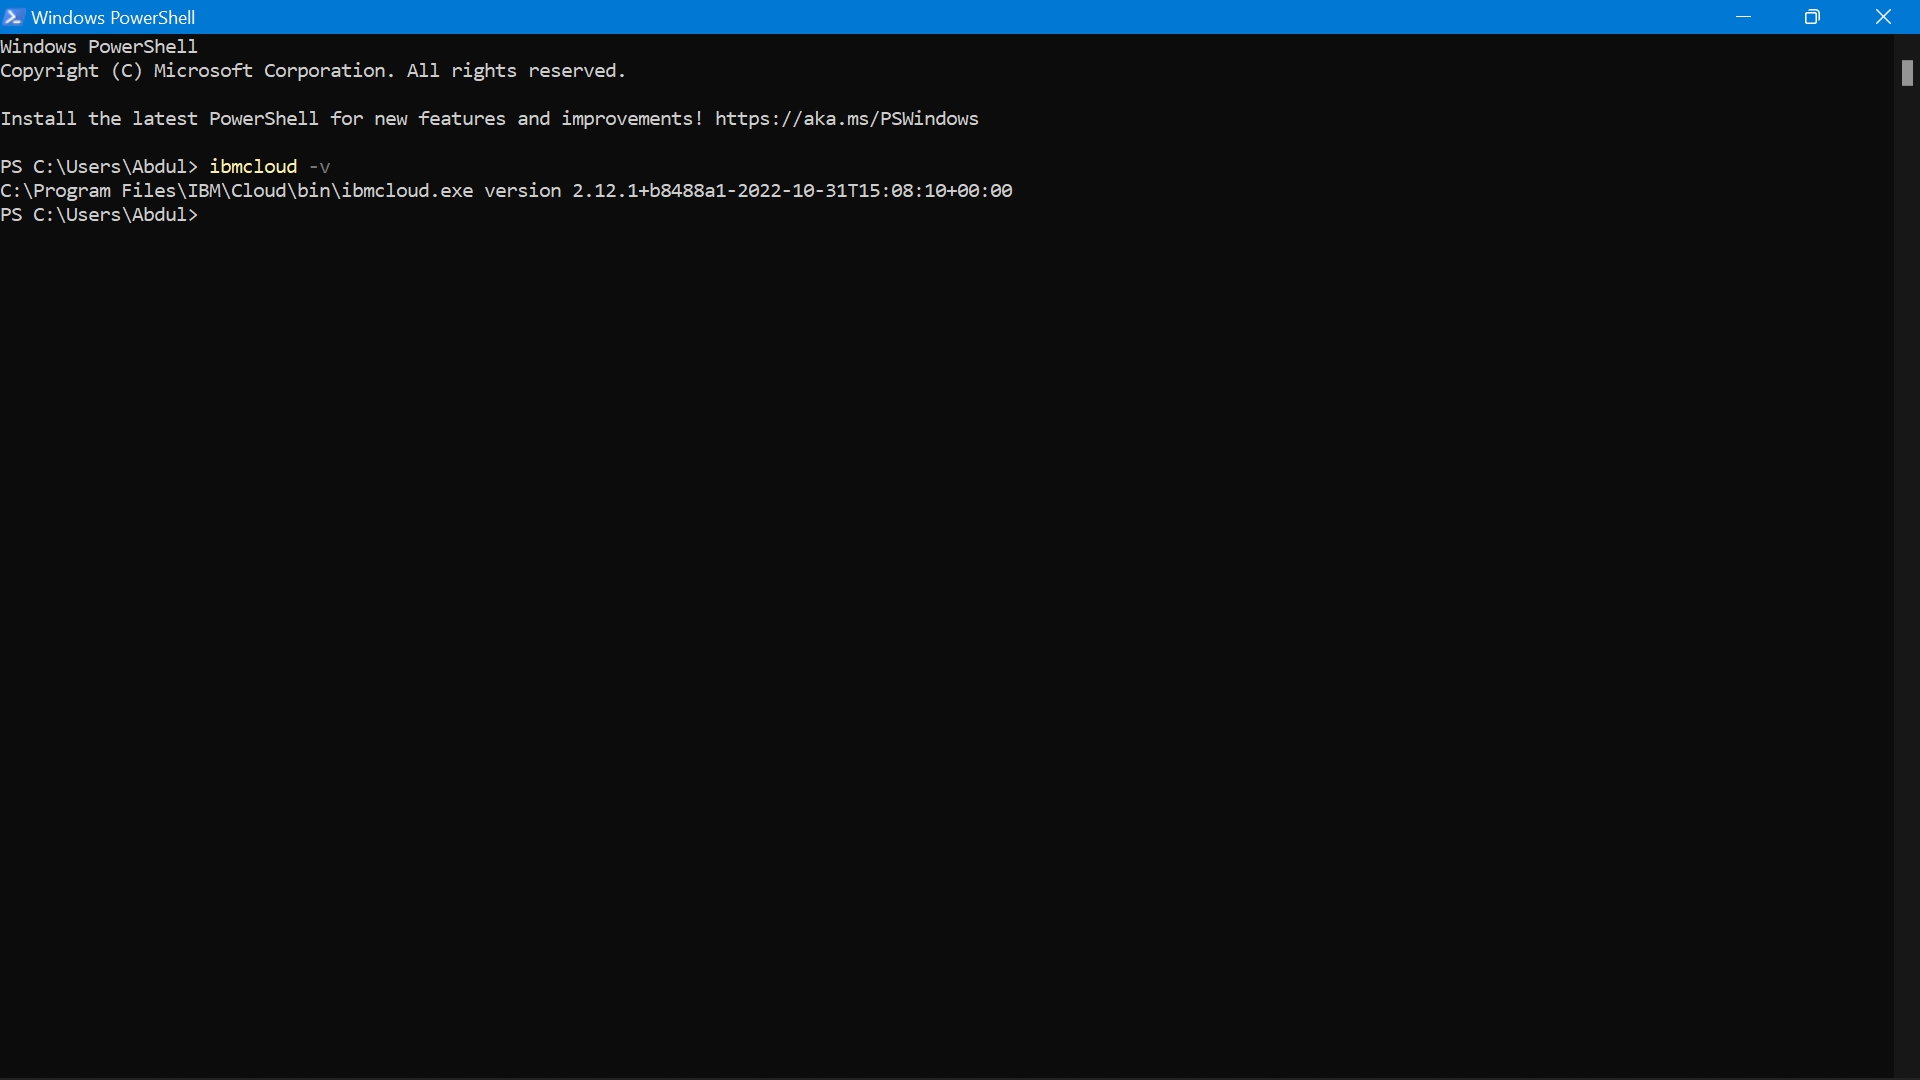 Windows PowerShell
Windows PowerShell
Copyright (C) Microsoft Corporation. All rights reserved.
Install the latest PowerShell for new features and improvements! https://aka.ms/PSWindows
PS C:\Users\Abdul> ibmcloud -v
C:\Program Files\IBM\Cloud\bin\ibmcloud.exe version 2.12.1+b8488a1-2022-10-31T15:08:10+00:00
PS C:\Users\Abdul>